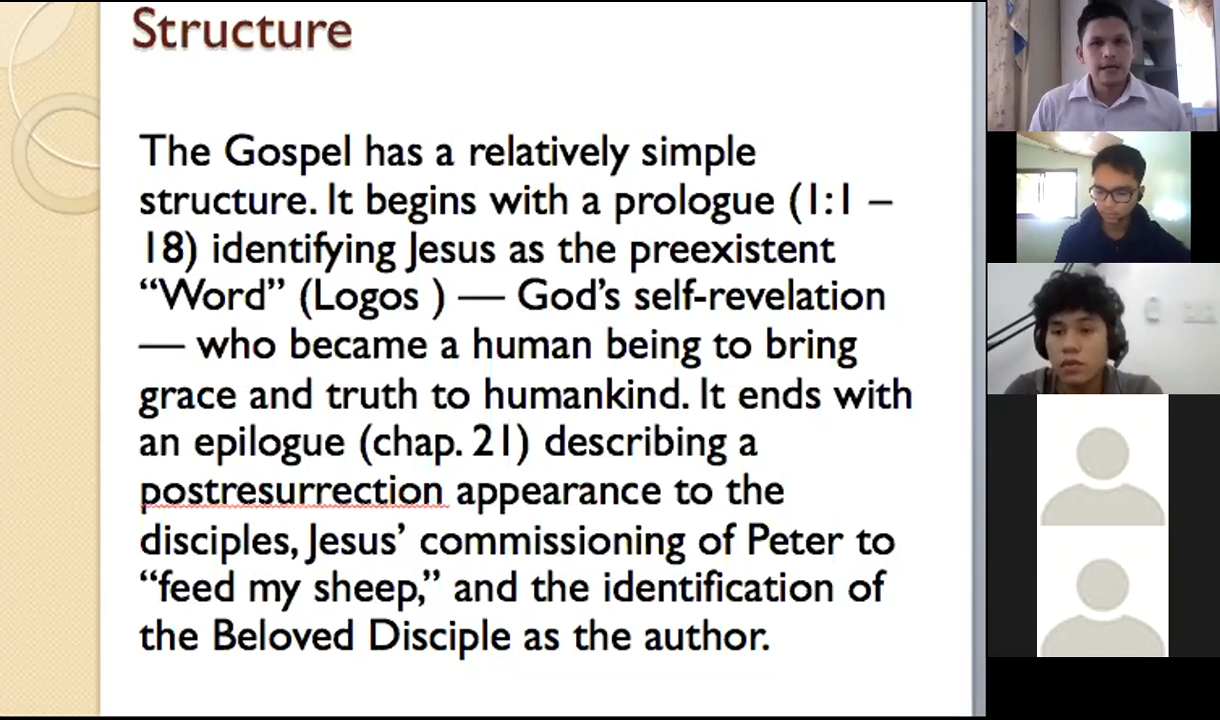 Structure
The Gospel has a relatively simple
structure. It begins with a prologue (1:1 –
18) identifying Jesus as the preexistent
“Word” (Logos ) — God’s self-revelation
— who became a human being to bring
grace and truth to humankind. It ends with
an epilogue (chap. 21) describing a
postresurrection appearance to the
disciples, Jesus’ commissioning of Peter to
“feed my sheep,” and the identification of
the Beloved Disciple as the author.